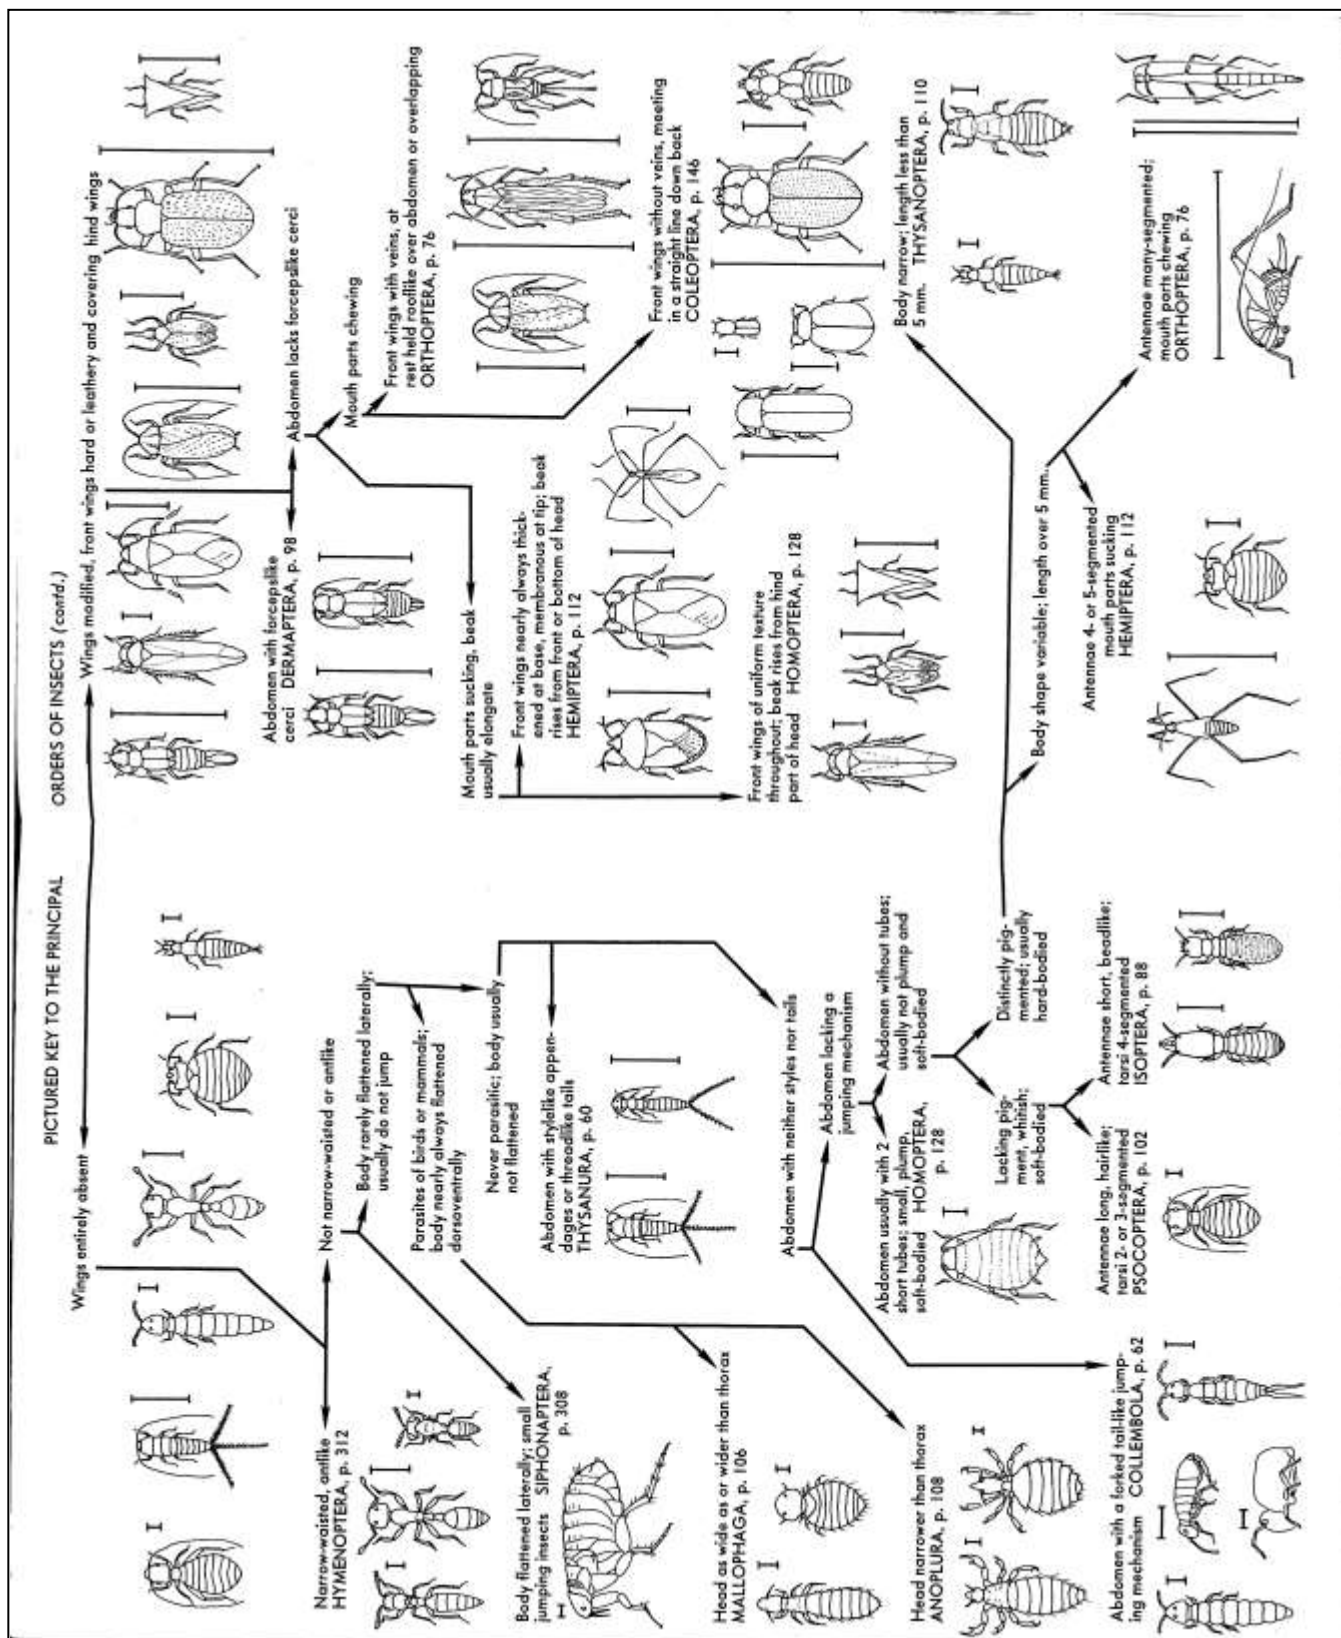 PICTURED KEY TO THE PRINCIPAL ORDERS OF INSECTS (contd.)
Wings entirely absent
Narrow-waisted, antlike
HYMENOPTERA, p. 312
Not narrow-waisted or antlike
Body flattened laterally; small
jumping insects SIPHONAPTERA,
p. 308
Body rarely flattened laterally;
usually do not jump
Parasites of birds or mammals;
body nearly always flattened
dorsoventrally
Head as wide as or wider than thorax
MALLOPHAGA, p. 106
Head narrower than thorax
ANOPLURA, p. 108
Never parasitic; body usually
not flattened
Abdomen with stylelike appen-
dages or threadlike tails
THYSANURA, p. 60
Abdomen with neither styles nor tails
Abdomen with a forked tail-like jump-
ing mechanism COLLEMBOLA, p. 62
Abdomen lacking a
jumping mechanism
Abdomen usually with 2
short tubes; small, plump,
soft-bodied HOMOPTERA,
p. 128
Abdomen without tubes;
usually not plump and
soft-bodied
Lacking pig-
ment, whitish;
soft-bodied
Antennae long, hairlike;
tarsi 2- or 3-segmented
PSOCOPTERA, p. 102
Antennae short, beadlike;
tarsi 4-segmented
ISOPTERA, p. 88
Distinctly pig-
mented; usually
hard-bodied
Body narrow; length less than
5 mm. THYSANOPTERA, p. 110
Body shape variable; length over 5 mm.
Antennae 4- or 5-segmented
mouth parts sucking
HEMIPTERA, p. 112
Antennae many-segmented;
mouth parts chewing
ORTHOPTERA, p. 76
Wings modified, front wings hard or leathery and covering hind wings
Abdomen with forcepslike
cerci DERMAPTERA, p. 98
Abdomen lacks forcepslike cerci
Mouth parts sucking, beak
usually elongate
Front wings nearly always thick-
ened at base, membranous at tip; beak
rises from front or bottom of head
HEMIPTERA, p. 112
Front wings of uniform texture
throughout; beak rises from hind
part of head HOMOPTERA, p. 128
Mouth parts chewing
Front wings with veins, at
rest held rooflike over abdomen or overlapping
ORTHOPTERA, p. 76
Front wings without veins, meeting
in a straight line down back
COLEOPTERA, p. 146